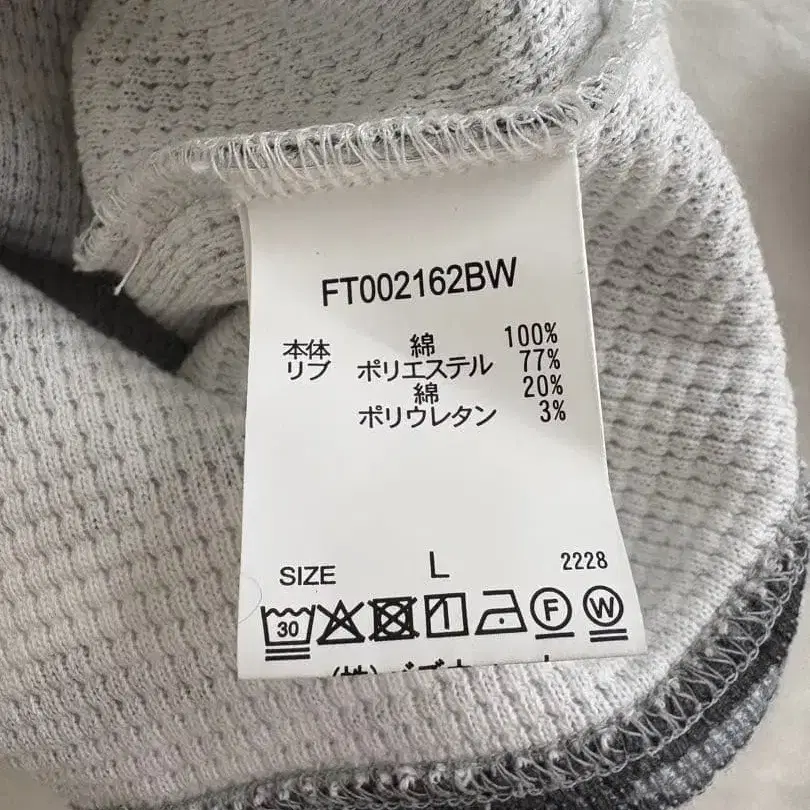 FT002162BW
本体 綿 100%
リブ ポリエステル 77%
綿 20%
ポリウレタン 3%
SIZE L 2228
30 F W